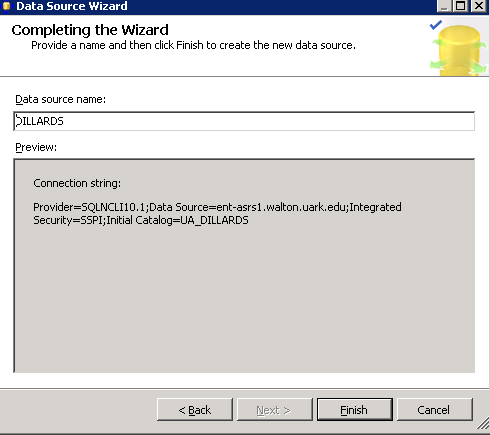 Data Source Wizard
Completing the Wizard
Provide a name and then click Finish to create the new data source.
Data source name:
DILLARDS
Preview:
Connection string:
Provider=SQLNCLI10.1;Data Source=ent-asrs1.walton.uark.edu;Integrated
Security=SSPI;Initial Catalog=UA_DILLARDS
< Back
Next >
Finish
Cancel